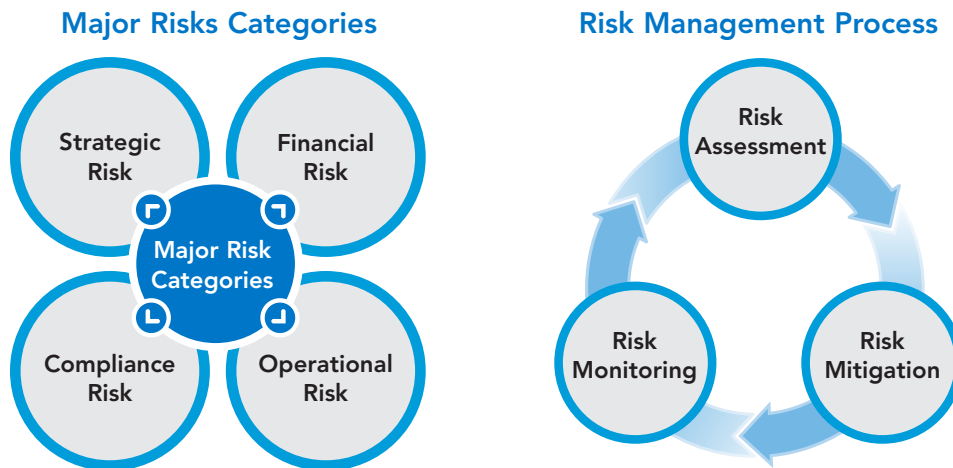 Major Risks Categories
Strategic
Risk
Financial
Risk
Major Risk
Categories
Compliance
Risk
Operational
Risk
Risk Management Process
Risk
Assessment
Risk
Monitoring
Risk
Mitigation